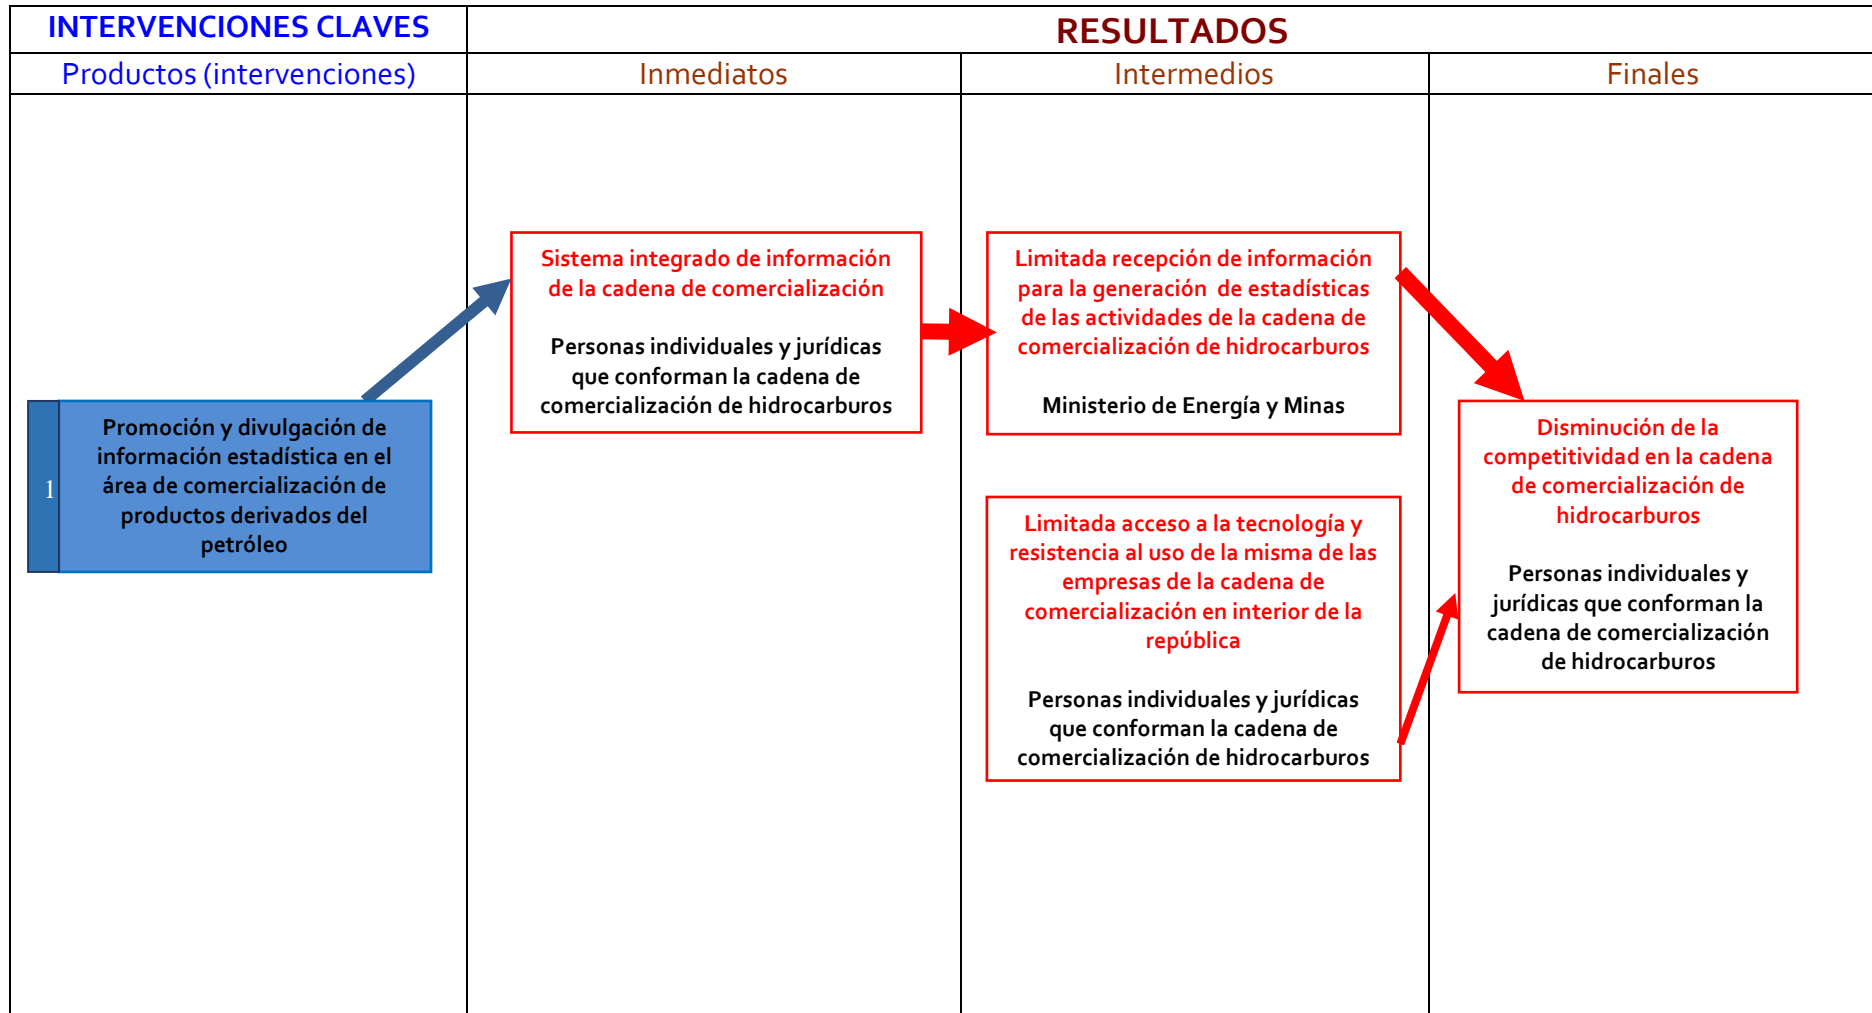 INTERVENCIONES CLAVES
RESULTADOS
Productos (intervenciones)
Inmediatos
Intermedios
Finales
1
Promoción y divulgación de
información estadística en el
área de comercialización de
productos derivados del
petróleo
Sistema integrado de información
de la cadena de comercialización
Personas individuales y jurídicas
que conforman la cadena de
comercialización de hidrocarburos
Limitada recepción de información
para la generación de estadísticas
de las actividades de la cadena de
comercialización de hidrocarburos
Ministerio de Energía y Minas
Limitada acceso a la tecnología y
resistencia al uso de la misma de las
empresas de la cadena de
comercialización en interior de la
república
Personas individuales y jurídicas
que conforman la cadena de
comercialización de hidrocarburos
Disminución de la
competitividad en la cadena
de comercialización de
hidrocarburos
Personas individuales y
jurídicas que conforman la
cadena de comercialización
de hidrocarburos